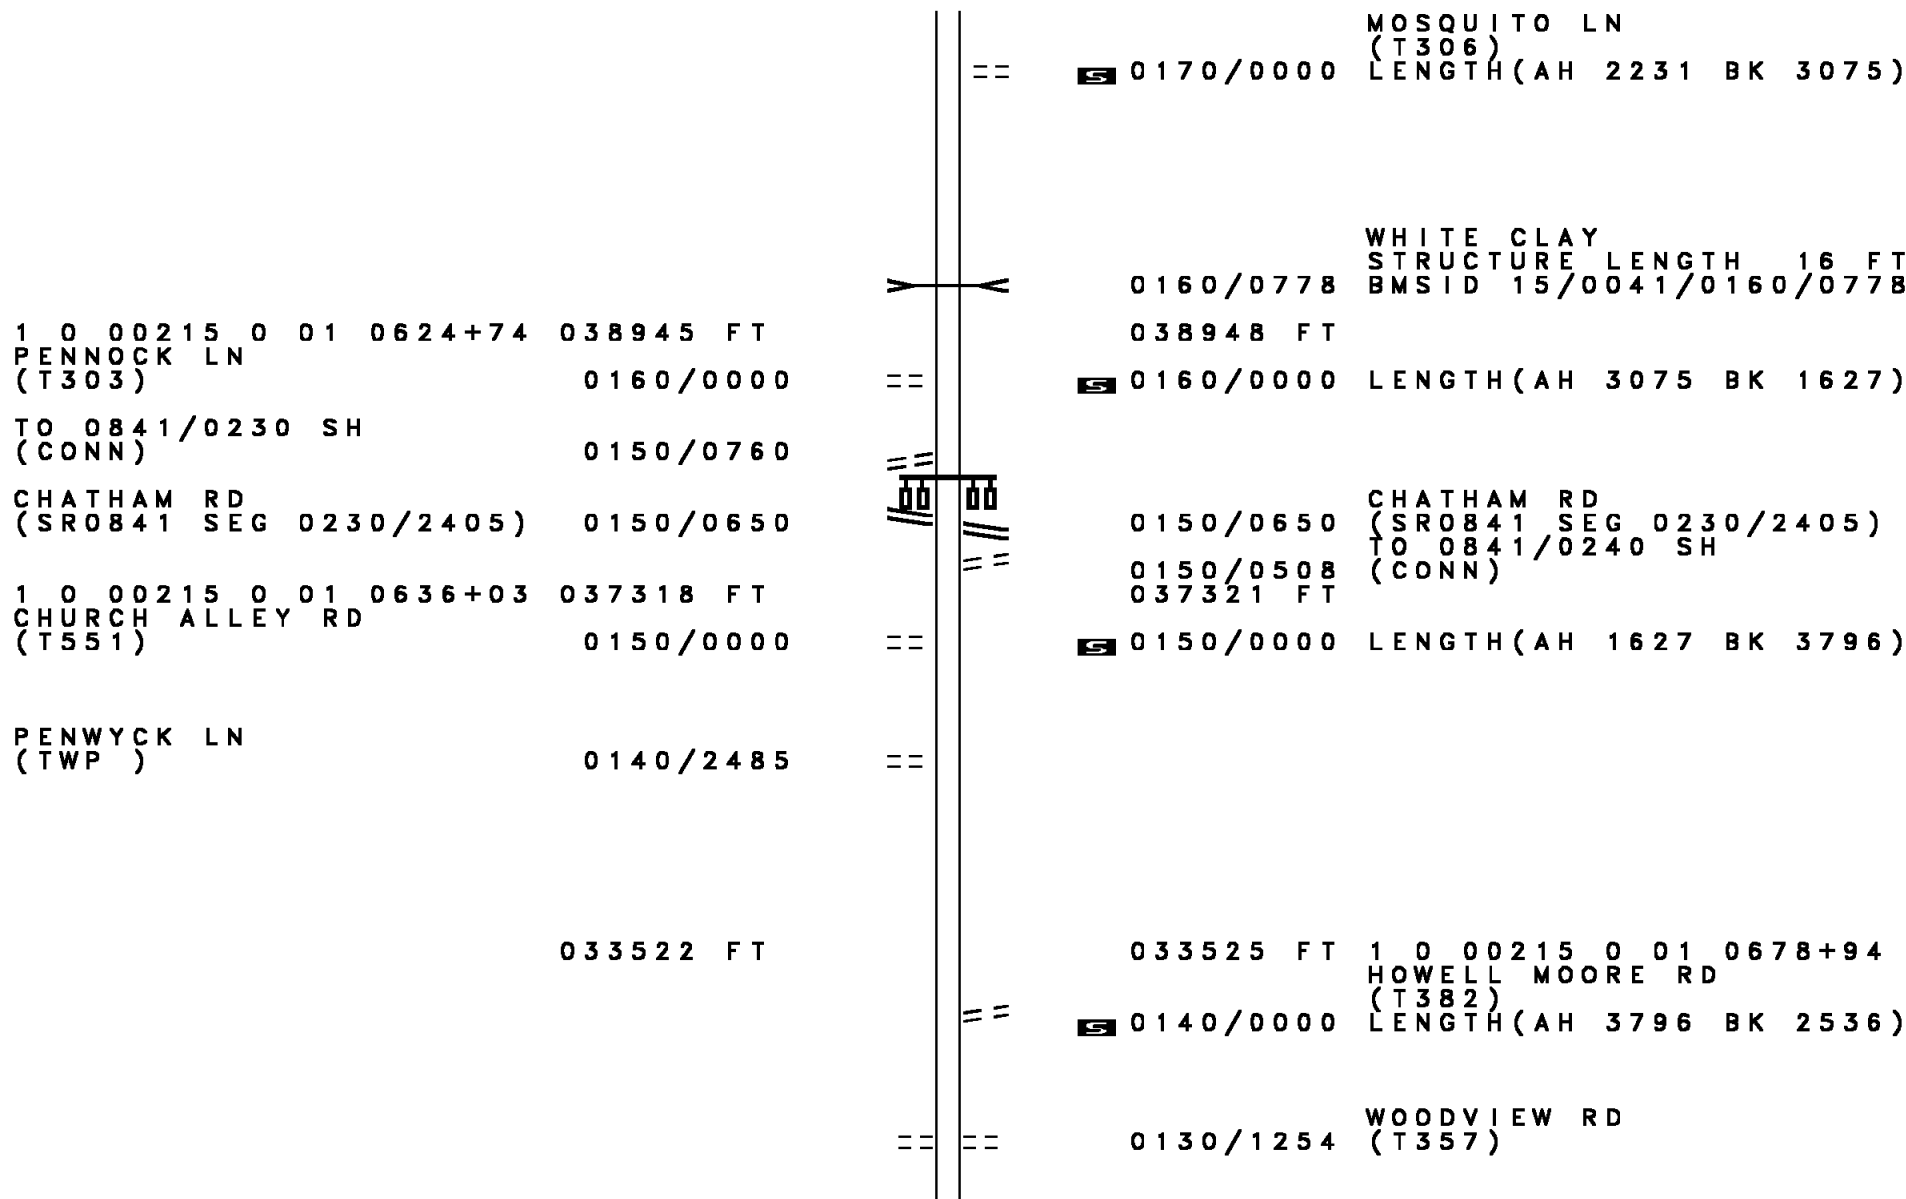 MOSQUITO LN
(T306)
S 0170/0000 LENGTH(AH 2231 BK 3075)
WHITE CLAY
STRUCTURE LENGTH 16 FT
0160/0778 BMSID 15/0041/0160/0778
1 0 00215 0 01 0624+74 038945 FT 038948 FT
PENNOCK LN
(T303) 0160/0000 S 0160/0000 LENGTH(AH 3075 BK 1627)
TO 0841/0230 SH
(CONN) 0150/0760
CHATHAM RD CHATHAM RD
(SR0841 SEG 0230/2405) 0150/0650 0150/0650 (SR0841 SEG 0230/2405)
TO 0841/0240 SH
0150/0508 (CONN)
1 0 00215 0 01 0636+03 037318 FT 037321 FT
CHURCH ALLEY RD
(T551) 0150/0000 S 0150/0000 LENGTH(AH 1627 BK 3796)
PENWYCK LN
(TWP ) 0140/2485
033522 FT 033525 FT 1 0 00215 0 01 0678+94
HOWELL MOORE RD
(T382)
S 0140/0000 LENGTH(AH 3796 BK 2536)
WOODVIEW RD
0130/1254 (T357)